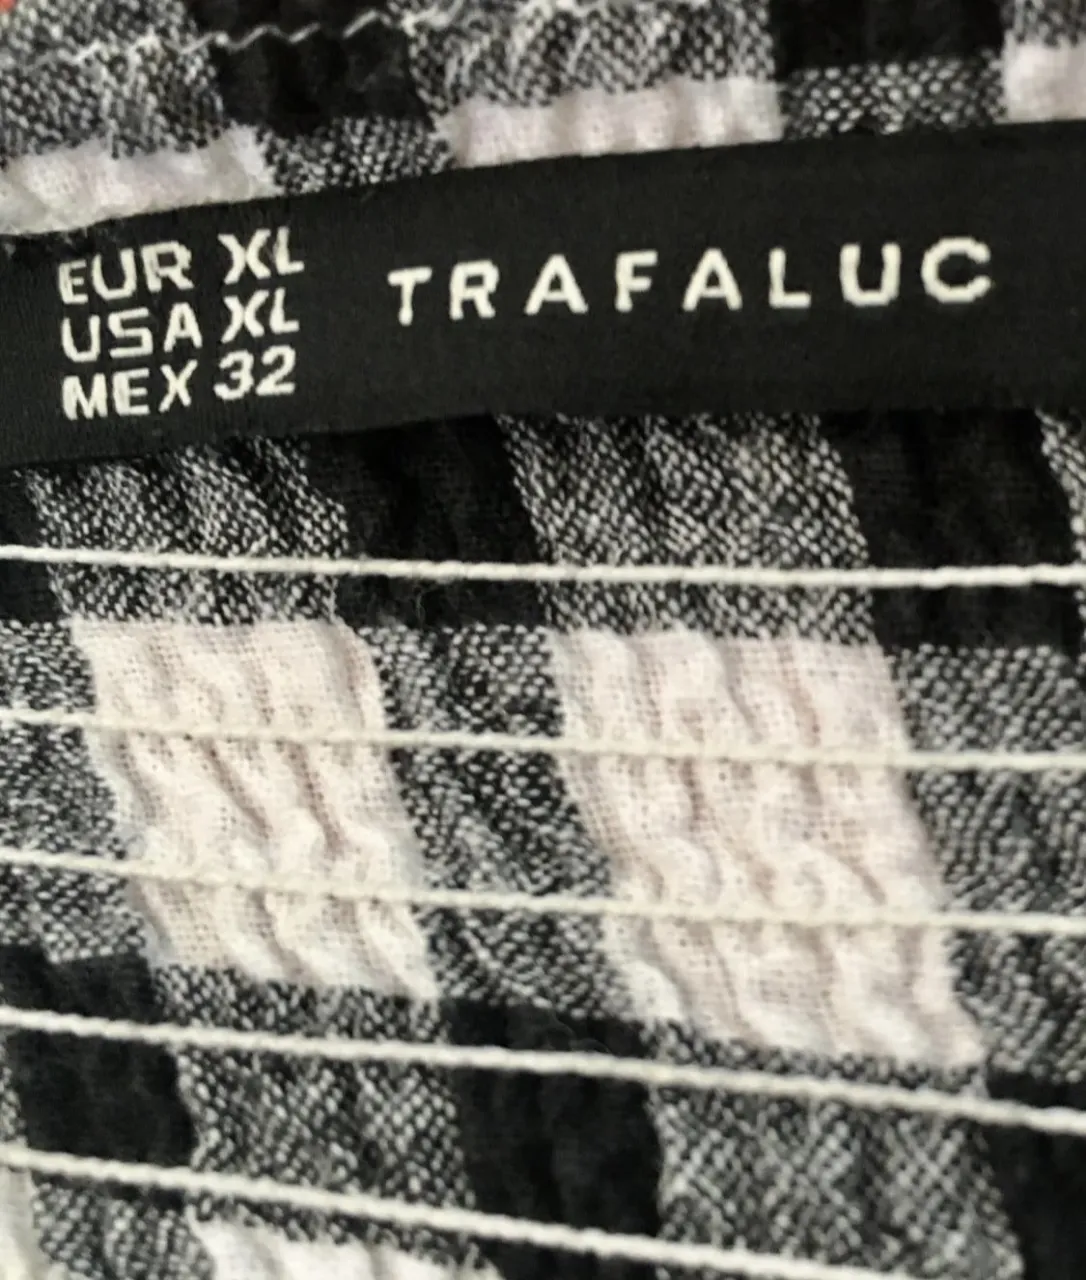 EUR XL
USA XL
MEX 32
TRAFALUC